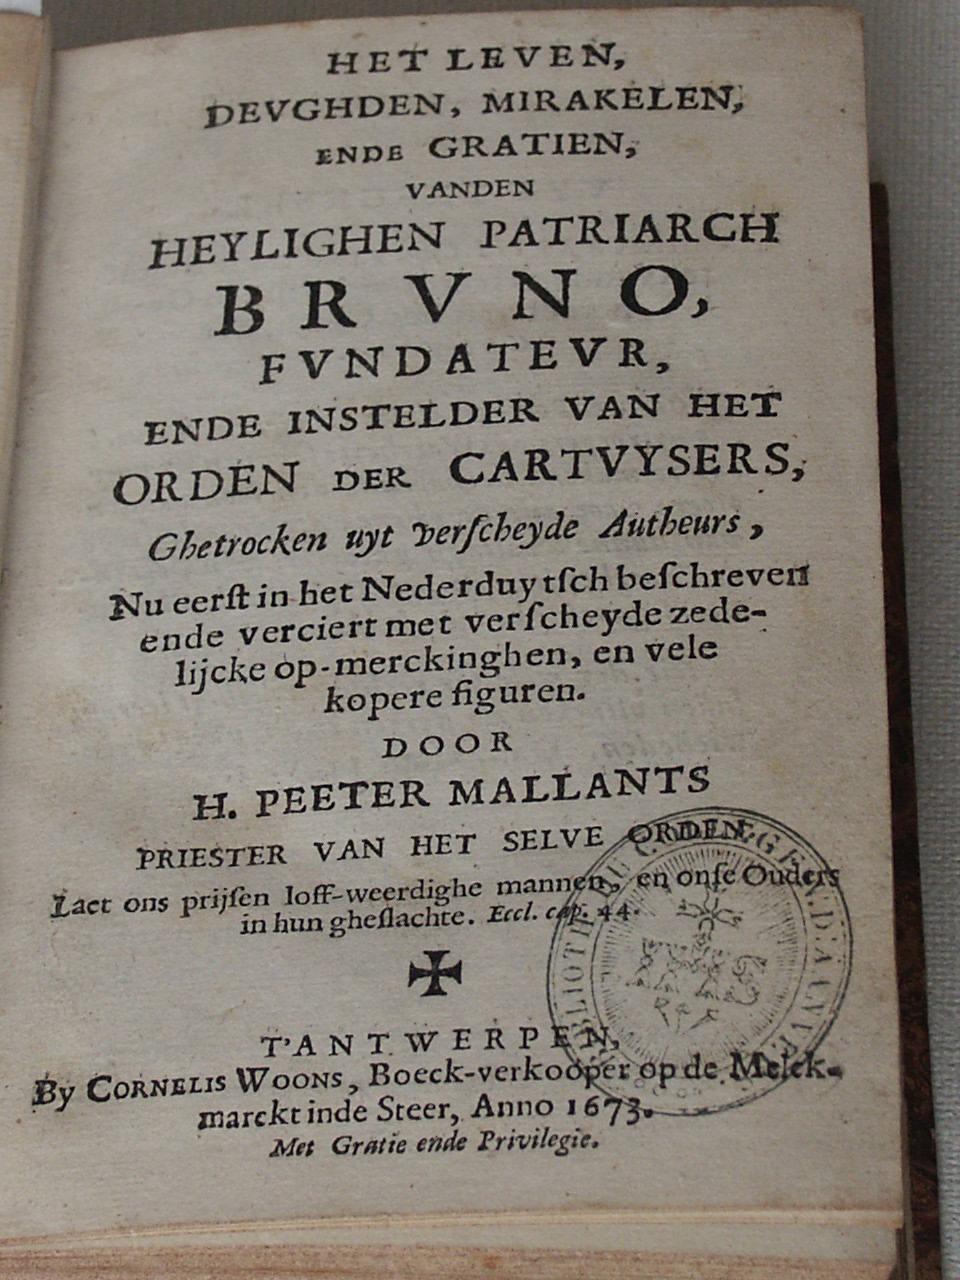 HET LEVEN,
DEVGHDEN, MIRAKELEN,
ENDE GRATIEN,
VANDEN
HEYLIGHEN PATRIARCH
BRVNO,
FVNDATEVR,
ENDE INSTELDER VAN HET
ORDEN DER CARTVYSERS,
Ghetrocken uyt verſcheyde Autheurs,
Nu eerſt in het Nederduytſch beſchreven
ende verciert met verſcheyde zede-
lijcke op-merckinghen, en vele
kopere figuren.
DOOR
H. PEETER MALLANTS
PRIESTER VAN HET SELVE ORDEN.
Laet ons prijſen loff-weerdighe mannen, en onſe Ouders
in hun gheſlachte. Eccl. cap. 44.
T'ANTWERPEN,
By CORNELIS WOONS, Boeck-verkooper op de Melck-
marckt inde Steer, Anno 1673.
Met Gratie ende Privilegie.